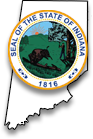 SEAL OF THE STATE OF INDIANA
1816